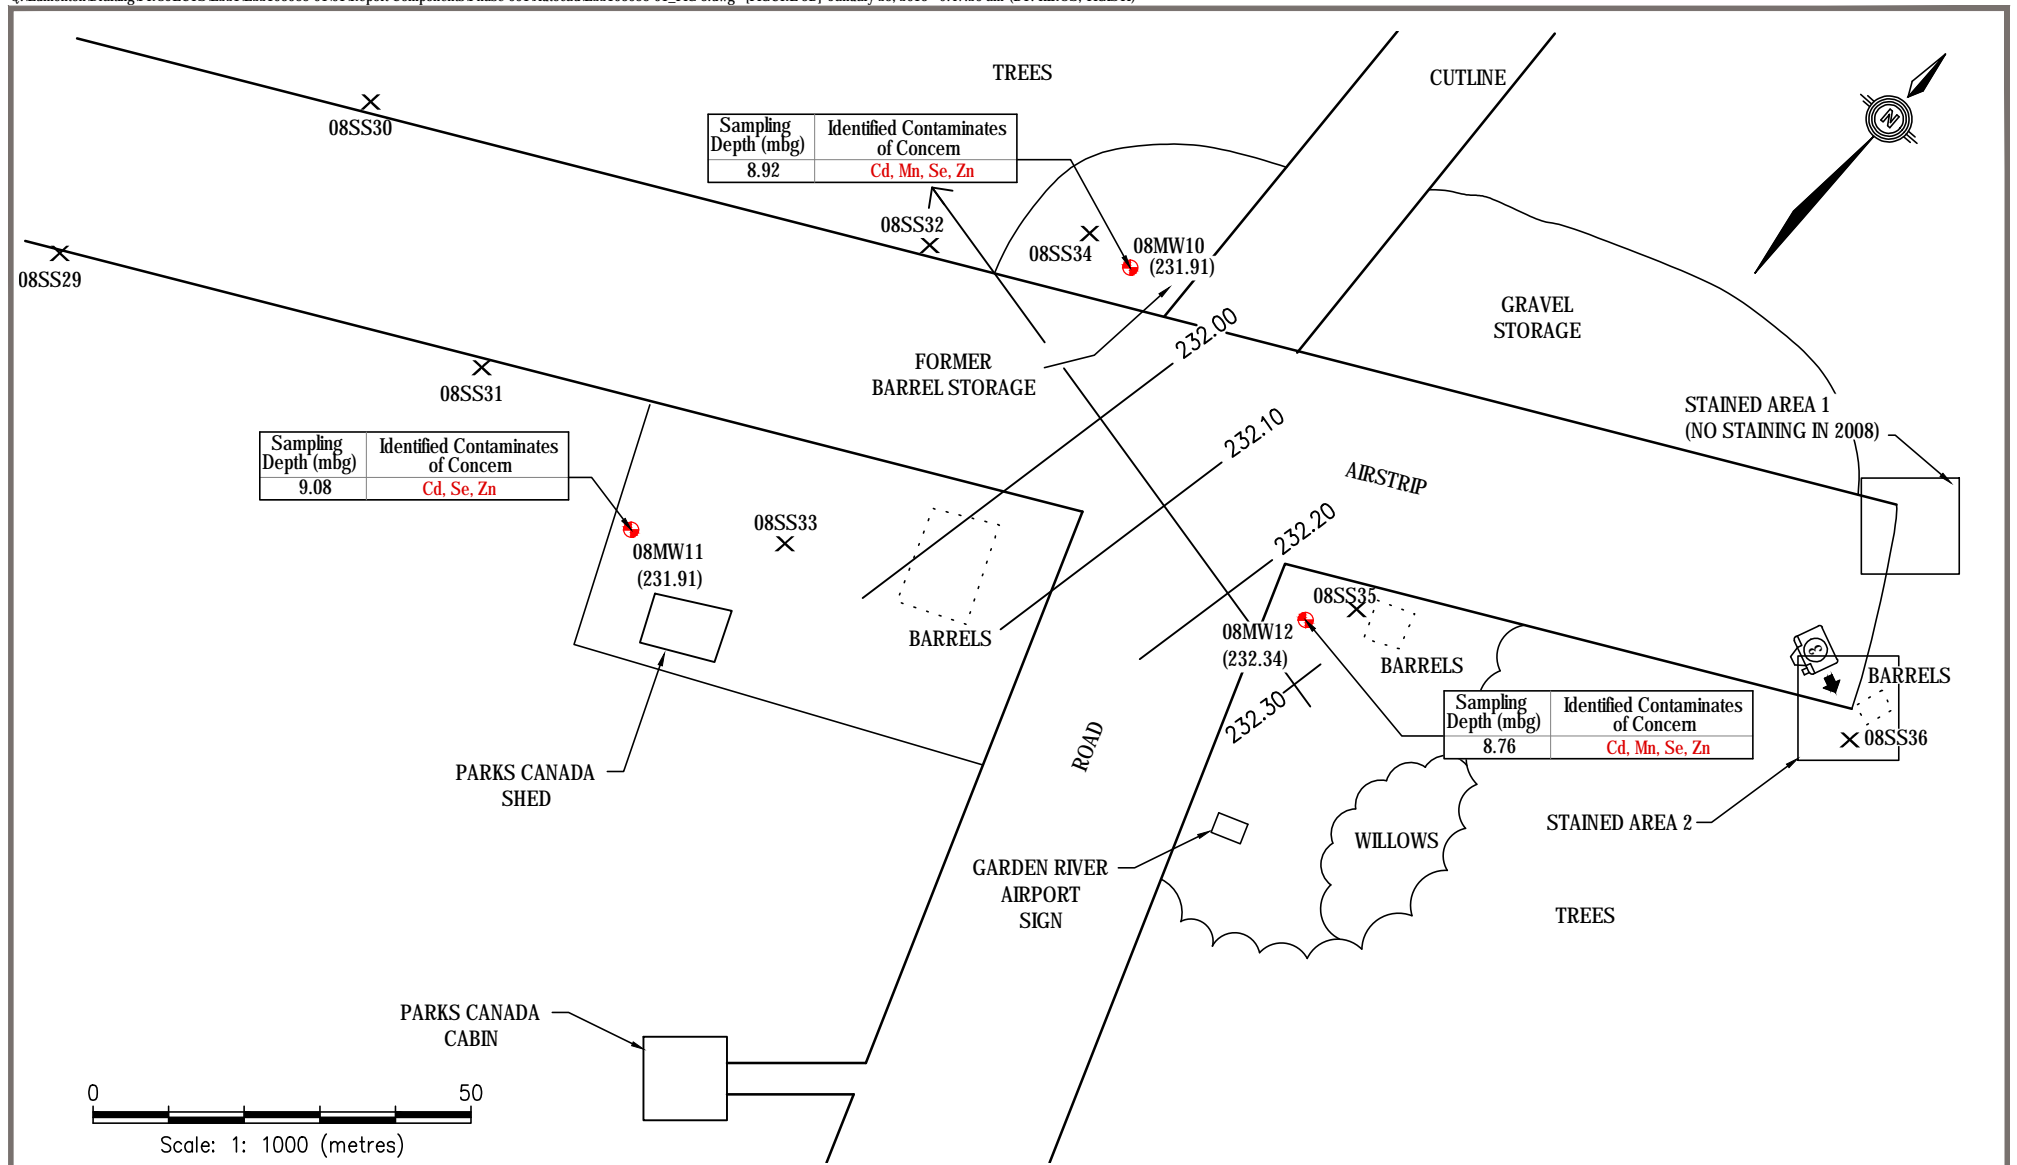 TREES
CUTLINE
N
08SS30
Sampling Depth (mbg)
Identified Contaminates of Concern
8.92
Cd, Mn, Se, Zn
08SS32
08SS34
08MW10
(231.91)
08SS29
GRAVEL
STORAGE
232.00
FORMER
BARREL STORAGE
08SS31
STAINED AREA 1
(NO STAINING IN 2008)
232.10
AIRSTRIP
Sampling Depth (mbg)
Identified Contaminates of Concern
9.08
Cd, Se, Zn
08SS33
232.20
08MW11
(231.91)
BARRELS
08SS35
08MW12
(232.34)
BARRELS
3
BARRELS
232.30
Sampling Depth (mbg)
Identified Contaminates of Concern
8.76
Cd, Mn, Se, Zn
08SS36
ROAD
PARKS CANADA
SHED
STAINED AREA 2
WILLOWS
GARDEN RIVER
AIRPORT
SIGN
TREES
PARKS CANADA
CABIN
0 50
Scale: 1: 1000 (metres)